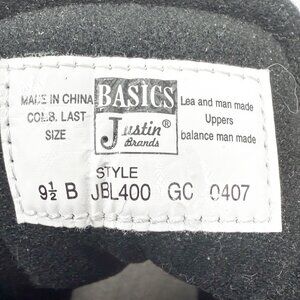 MADE IN CHINA
COMB. LAST
SIZE
BASICS
Justin®
Brands
Lea and man made
Uppers
balance man made
STYLE
9½ B JBL400 GC 0407